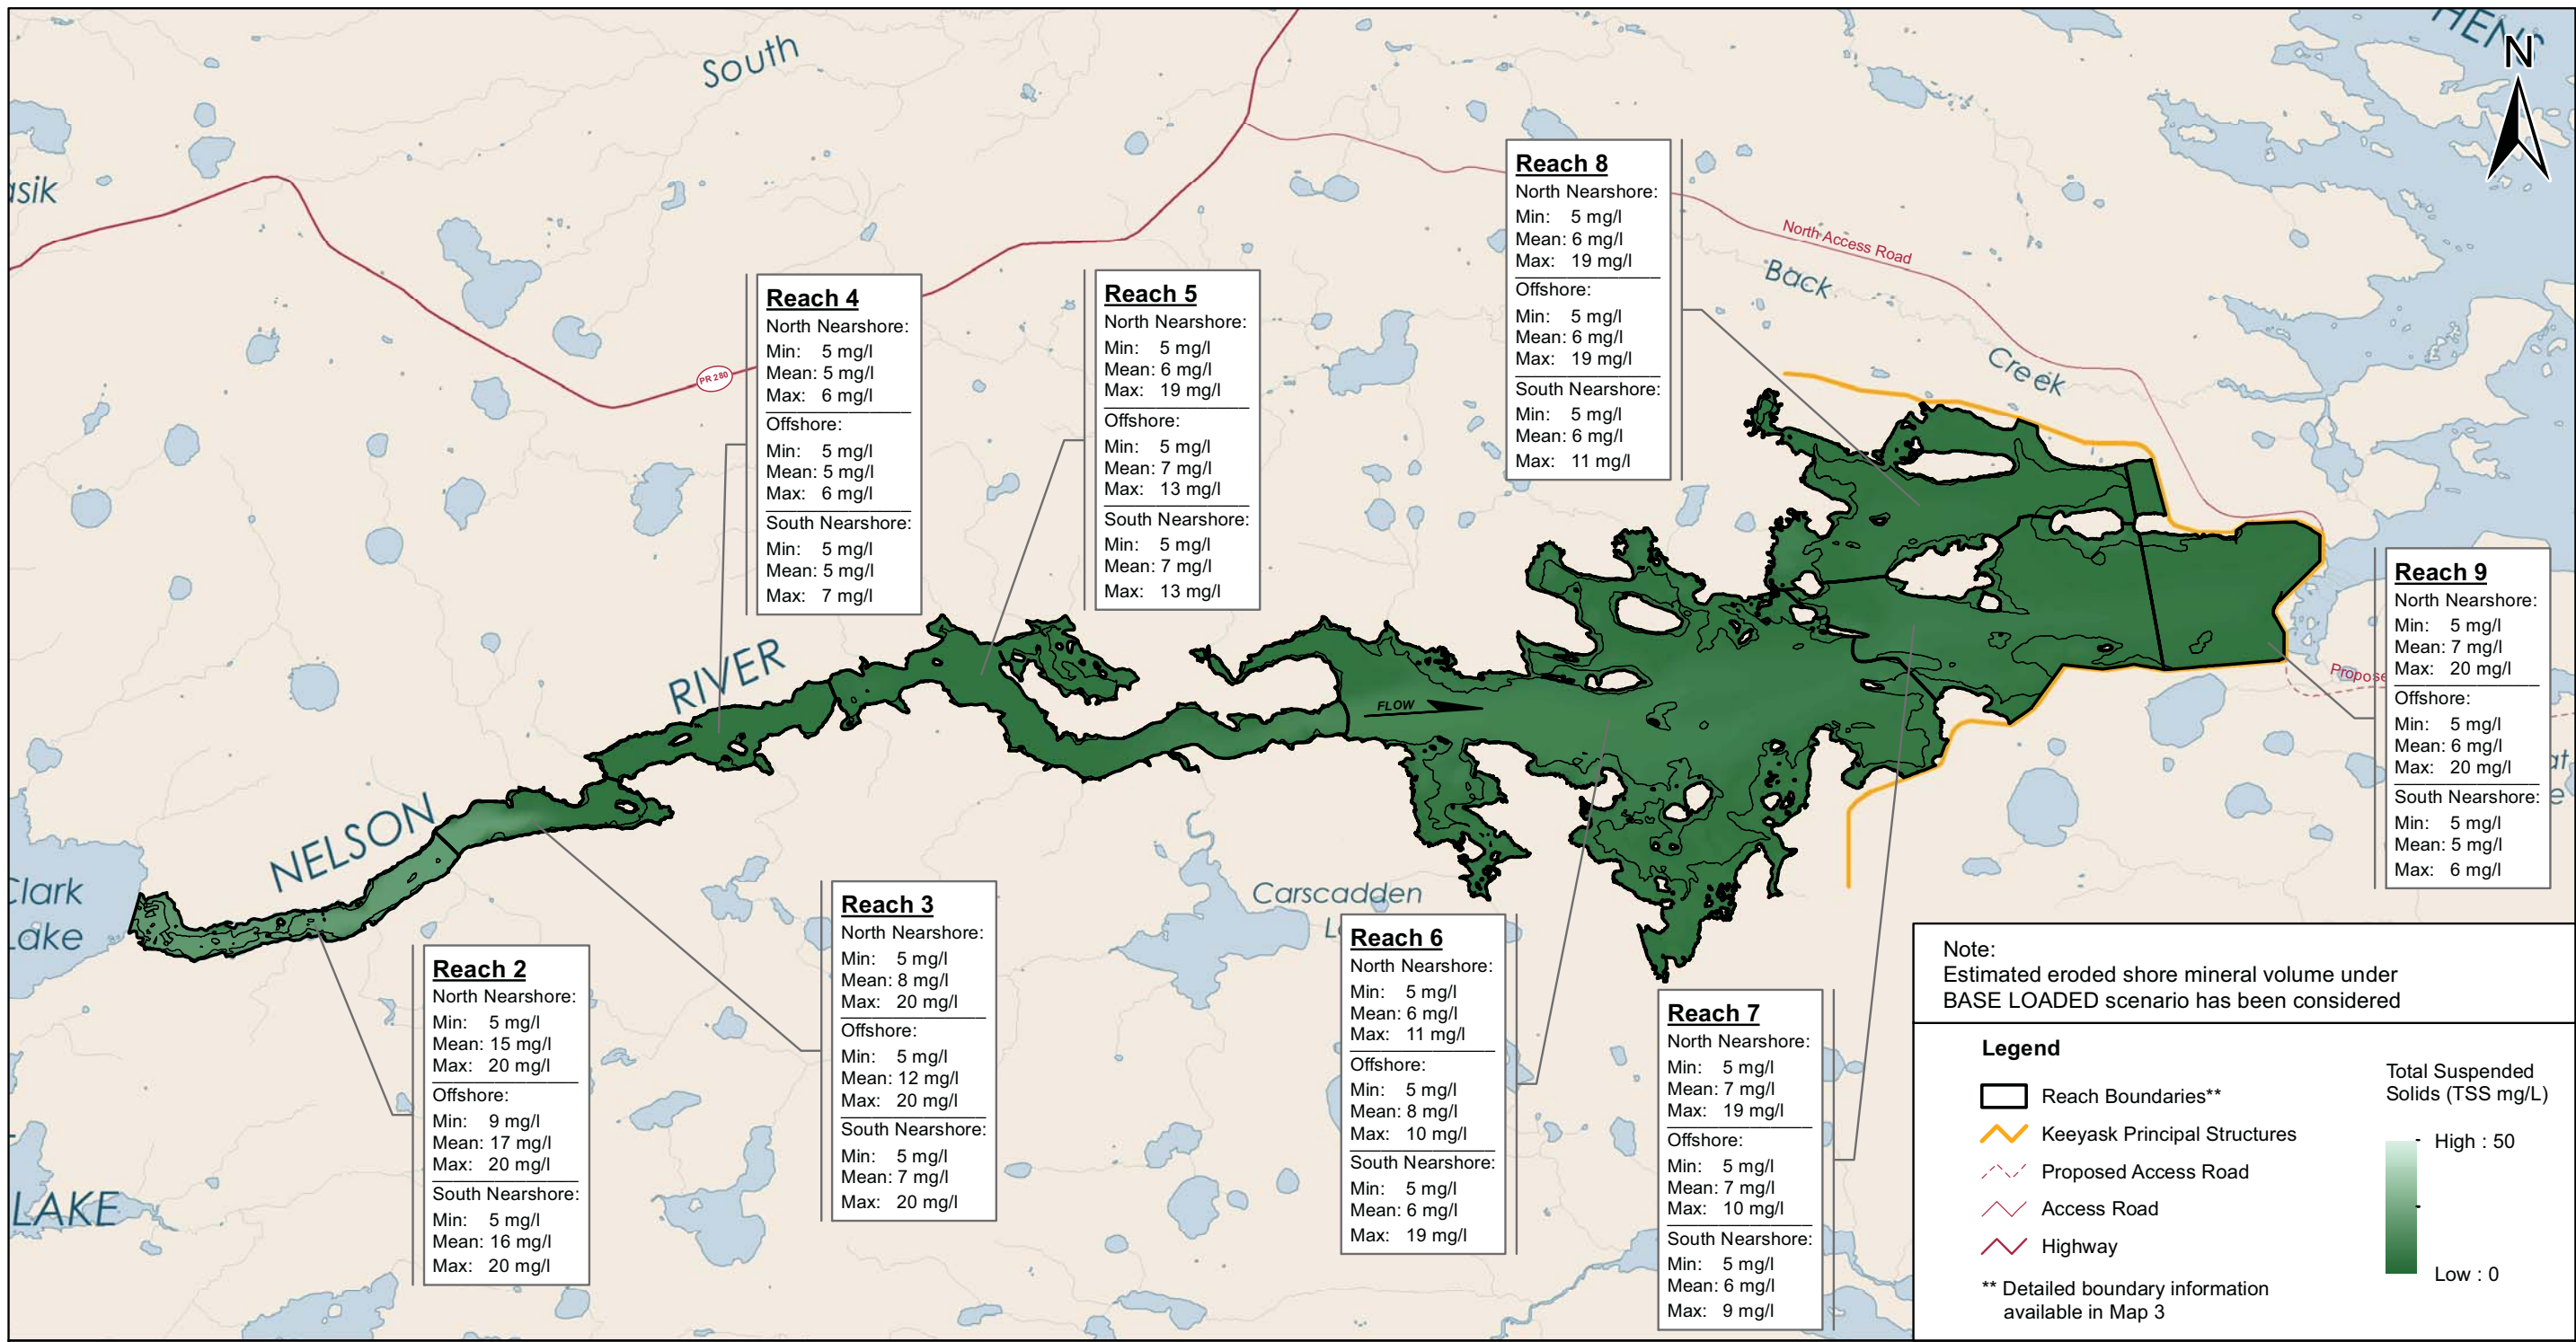 South
HENS
N
asik
North Access Road
Back
Creek
PR 280
RIVER
NELSON
FLOW
Clark
Lake
Carscadden
LAKE
Reach 8
North Nearshore:
Min: 5 mg/l
Mean: 6 mg/l
Max: 19 mg/l
Offshore:
Min: 5 mg/l
Mean: 6 mg/l
Max: 19 mg/l
South Nearshore:
Min: 5 mg/l
Mean: 6 mg/l
Max: 11 mg/l
Reach 4
North Nearshore:
Min: 5 mg/l
Mean: 5 mg/l
Max: 6 mg/l
Offshore:
Min: 5 mg/l
Mean: 5 mg/l
Max: 6 mg/l
South Nearshore:
Min: 5 mg/l
Mean: 5 mg/l
Max: 7 mg/l
Reach 5
North Nearshore:
Min: 5 mg/l
Mean: 6 mg/l
Max: 19 mg/l
Offshore:
Min: 5 mg/l
Mean: 7 mg/l
Max: 13 mg/l
South Nearshore:
Min: 5 mg/l
Mean: 7 mg/l
Max: 13 mg/l
Reach 9
North Nearshore:
Min: 5 mg/l
Mean: 7 mg/l
Max: 20 mg/l
Offshore:
Min: 5 mg/l
Mean: 6 mg/l
Max: 20 mg/l
South Nearshore:
Min: 5 mg/l
Mean: 5 mg/l
Max: 6 mg/l
Propose
Reach 2
North Nearshore:
Min: 5 mg/l
Mean: 15 mg/l
Max: 20 mg/l
Offshore:
Min: 9 mg/l
Mean: 17 mg/l
Max: 20 mg/l
South Nearshore:
Min: 5 mg/l
Mean: 16 mg/l
Max: 20 mg/l
Reach 3
North Nearshore:
Min: 5 mg/l
Mean: 8 mg/l
Max: 20 mg/l
Offshore:
Min: 5 mg/l
Mean: 12 mg/l
Max: 20 mg/l
South Nearshore:
Min: 5 mg/l
Mean: 7 mg/l
Max: 20 mg/l
Reach 6
North Nearshore:
Min: 5 mg/l
Mean: 6 mg/l
Max: 11 mg/l
Offshore:
Min: 5 mg/l
Mean: 8 mg/l
Max: 10 mg/l
South Nearshore:
Min: 5 mg/l
Mean: 6 mg/l
Max: 19 mg/l
Reach 7
North Nearshore:
Min: 5 mg/l
Mean: 7 mg/l
Max: 19 mg/l
Offshore:
Min: 5 mg/l
Mean: 7 mg/l
Max: 10 mg/l
South Nearshore:
Min: 5 mg/l
Mean: 6 mg/l
Max: 9 mg/l
Note:
Estimated eroded shore mineral volume under
BASE LOADED scenario has been considered
Legend
Reach Boundaries**
Keeyask Principal Structures
Proposed Access Road
Access Road
Highway
** Detailed boundary information
available in Map 3
Total Suspended
Solids (TSS mg/L)
High : 50
Low : 0